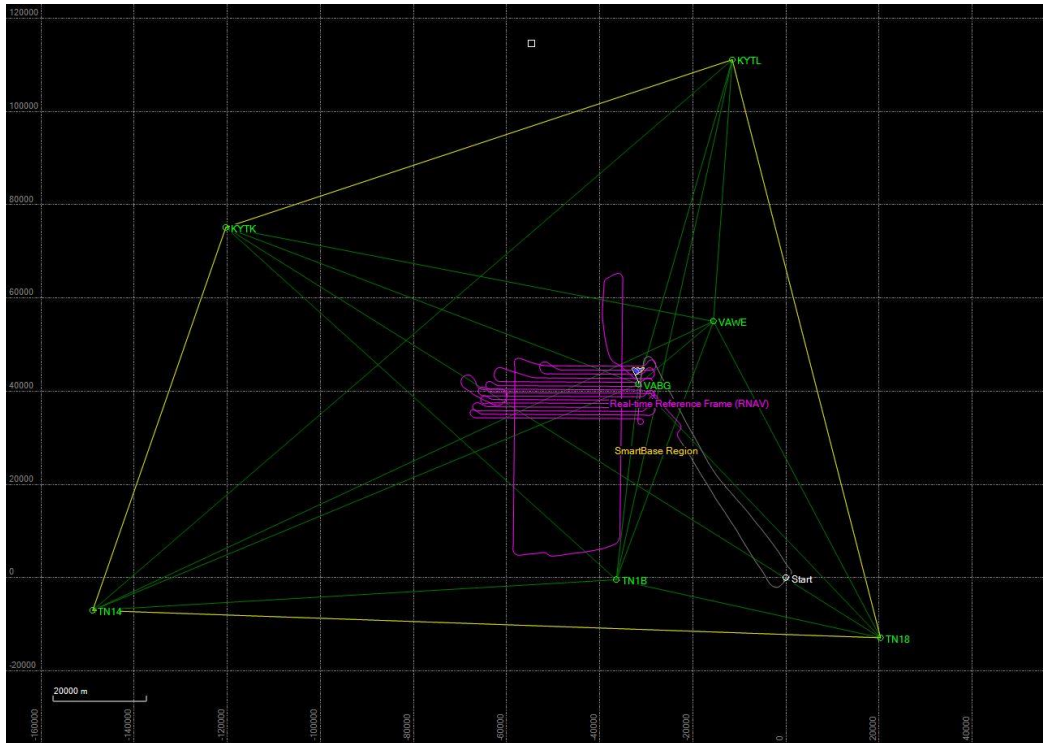 120000
100000
80000
60000
40000
20000
0
-20000
KYTL
KYTK
VAWE
VABG
Real-time Reference Frame (RNAV)
SmartBase Region
TN1B
Start
TN14
TN18
20000 m
-160000
-140000
-120000
-100000
-80000
-60000
-40000
-20000
0
20000
40000